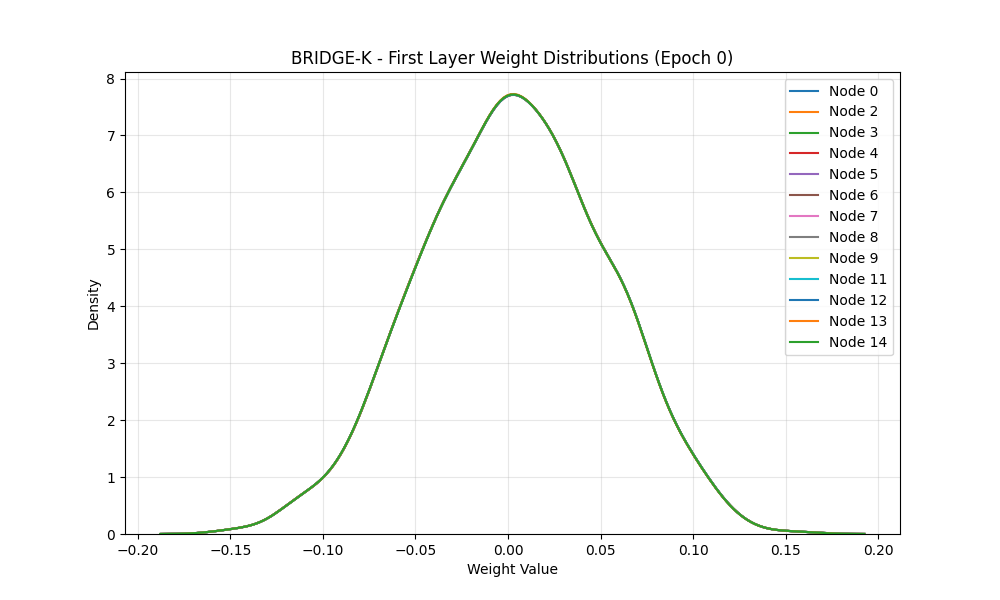 BRIDGE-K - First Layer Weight Distributions (Epoch 0)
8
7
6
5
4
3
2
1
0
Density
Node 0
Node 2
Node 3
Node 4
Node 5
Node 6
Node 7
Node 8
Node 9
Node 11
Node 12
Node 13
Node 14
−0.20 −0.15 −0.10 −0.05 0.00 0.05 0.10 0.15 0.20
Weight Value